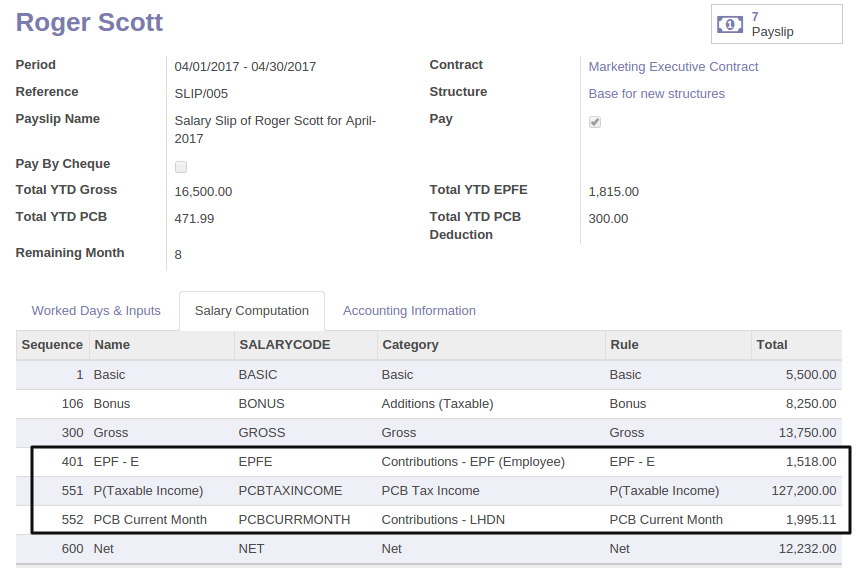 Roger Scott
7
Payslip
Period 04/01/2017 - 04/30/2017 Contract Marketing Executive Contract
Reference SLIP/005 Structure Base for new structures
Payslip Name Salary Slip of Roger Scott for April- Pay
2017
Pay By Cheque
Total YTD Gross 16,500.00 Total YTD EPFE 1,815.00
Total YTD PCB 471.99 Total YTD PCB 300.00
Deduction
Remaining Month 8
Worked Days & Inputs Salary Computation Accounting Information
Sequence Name SALARYCODE Category Rule Total
1 Basic BASIC Basic Basic 5,500.00
106 Bonus BONUS Additions (Taxable) Bonus 8,250.00
300 Gross GROSS Gross Gross 13,750.00
401 EPF - E EPFE Contributions - EPF (Employee) EPF - E 1,518.00
551 P(Taxable Income) PCBTAXINCOME PCB Tax Income P(Taxable Income) 127,200.00
552 PCB Current Month PCBCURRMONTH Contributions - LHDN PCB Current Month 1,995.11
600 Net NET Net Net 12,232.00